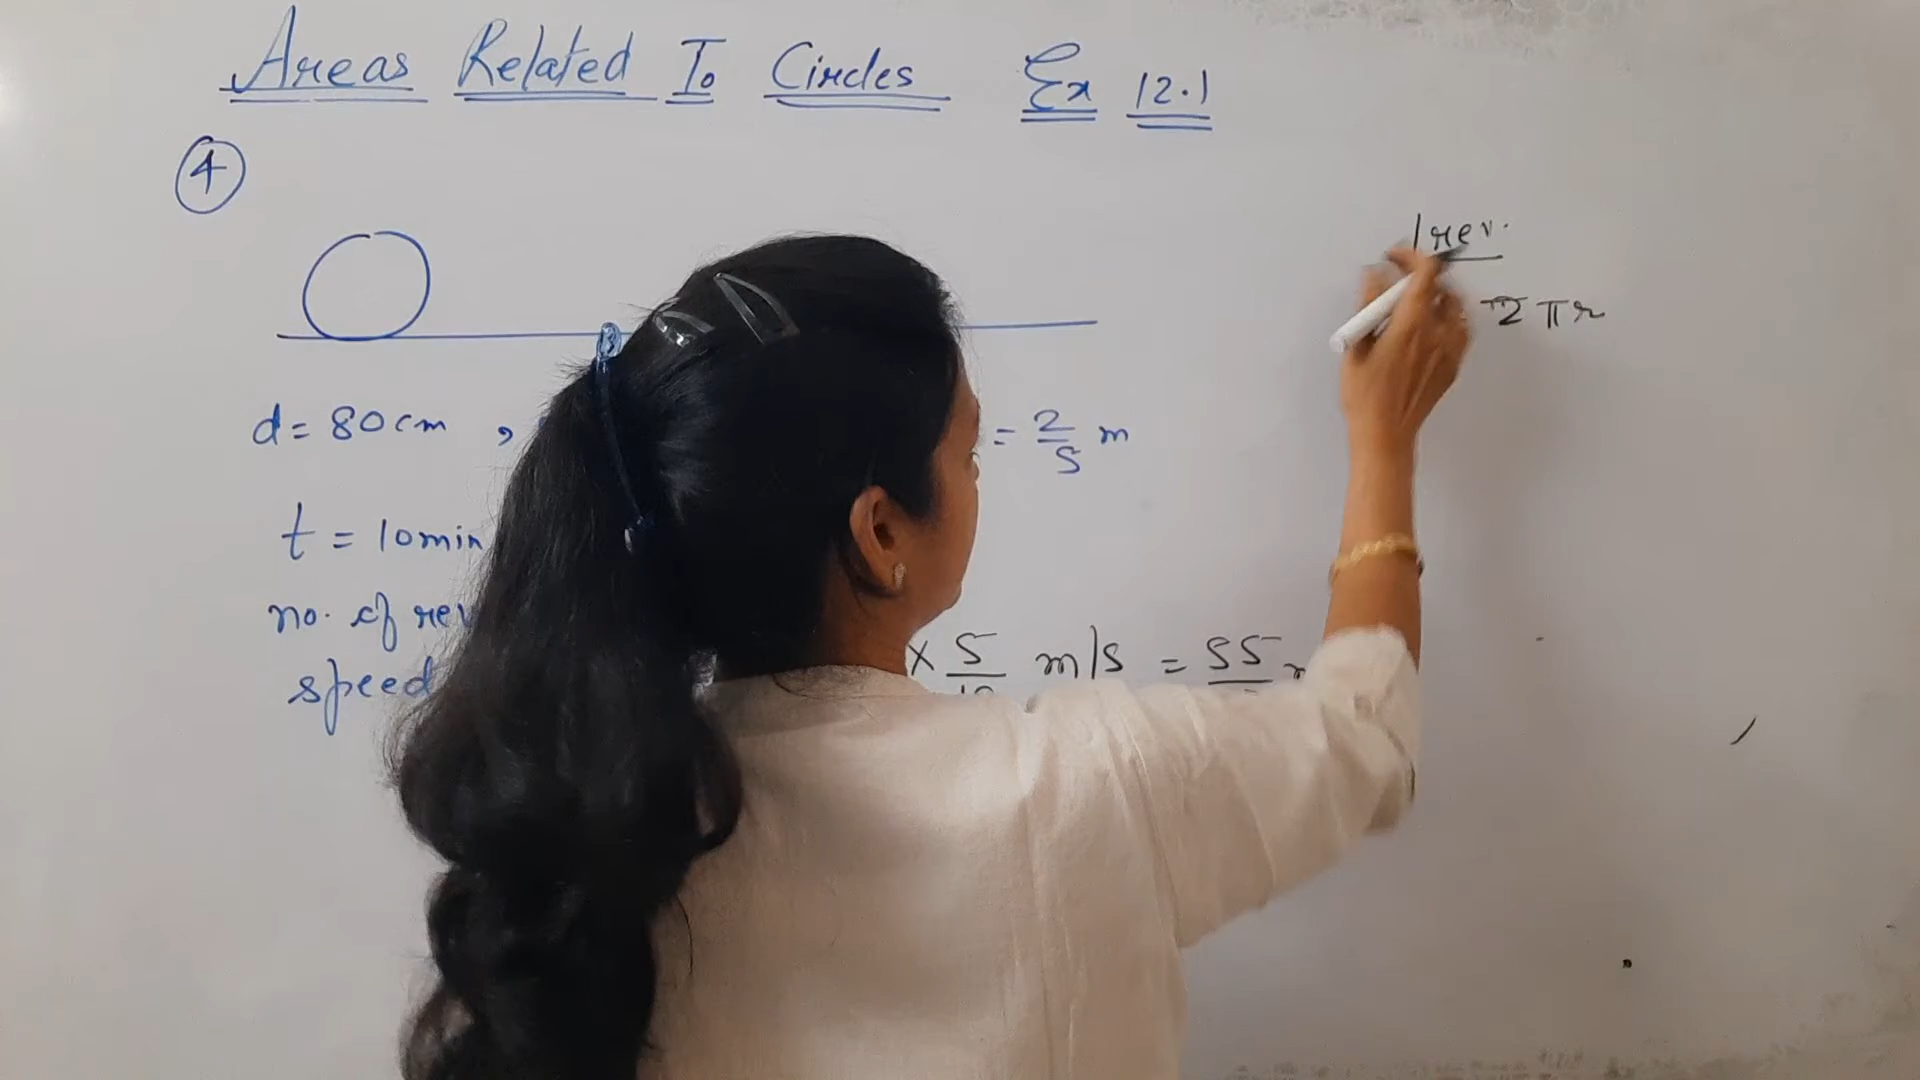 Areas Related To Circles Ex 12.1
4
1 rev.
2πr
d = 80cm , = 2/5 m
t = 10min
no. of rev
speed × 5/18 m/s = 55/